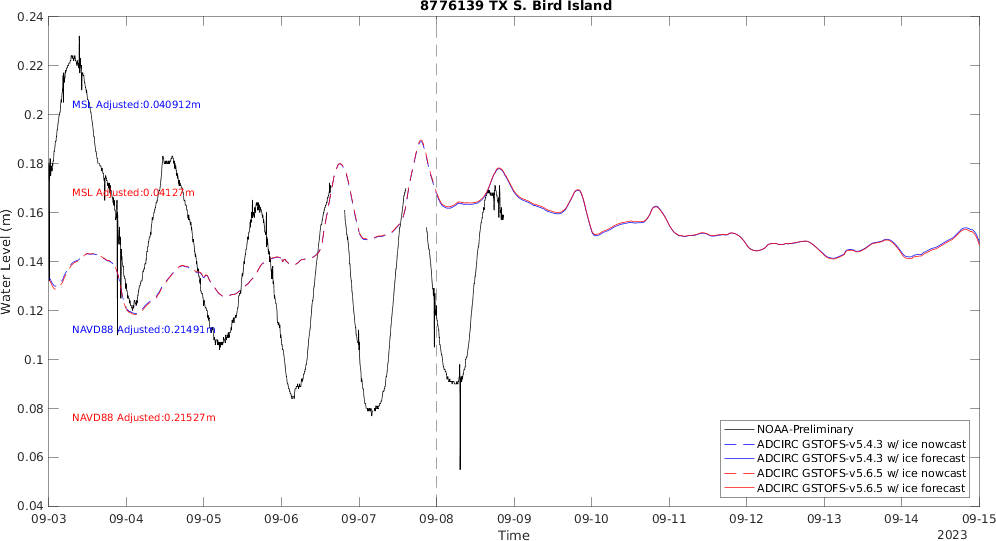 8776139 TX S. Bird Island
0.24
0.22
0.2
0.18
0.16
0.14
0.12
0.1
0.08
0.06
0.04
Water Level (m)
MSL Adjusted:0.040912m
MSL Adjusted:0.04127m
NAVD88 Adjusted:0.21491m
NAVD88 Adjusted:0.21527m
NOAA-Preliminary
ADCIRC GSTOFS-v5.4.3 w/ ice nowcast
ADCIRC GSTOFS-v5.4.3 w/ ice forecast
ADCIRC GSTOFS-v5.6.5 w/ ice nowcast
ADCIRC GSTOFS-v5.6.5 w/ ice forecast
09-03 09-04 09-05 09-06 09-07 09-08 09-09 09-10 09-11 09-12 09-13 09-14 09-15
Time
2023